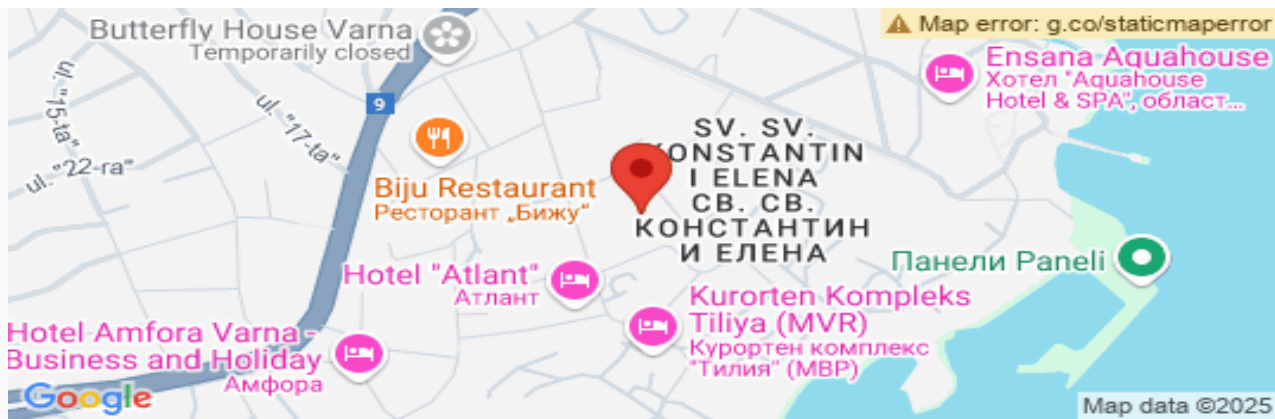 Butterfly House Varna
Temporarily closed
⚠ Map error: g.co/staticmaperror
Ensana Aquahouse
Хотел "Aquahouse
Hotel & SPA", област...
ul. "15-ta"
ul. "17-ta"
9
ul. "22-ra"
Biju Restaurant
Ресторант „Бижу“
SV. SV.
KONSTANTIN
I ELENA
СВ. СВ.
КОНСТАНТИН
И ЕЛЕНА
Панели Paneli
Hotel "Atlant"
Атлант
Kurorten Kompleks
Tiliya (MVR)
Курортен комплекс
"Тилия" (МВР)
Hotel Amfora Varna -
Business and Holiday
Амфора
Google
Map data ©2025